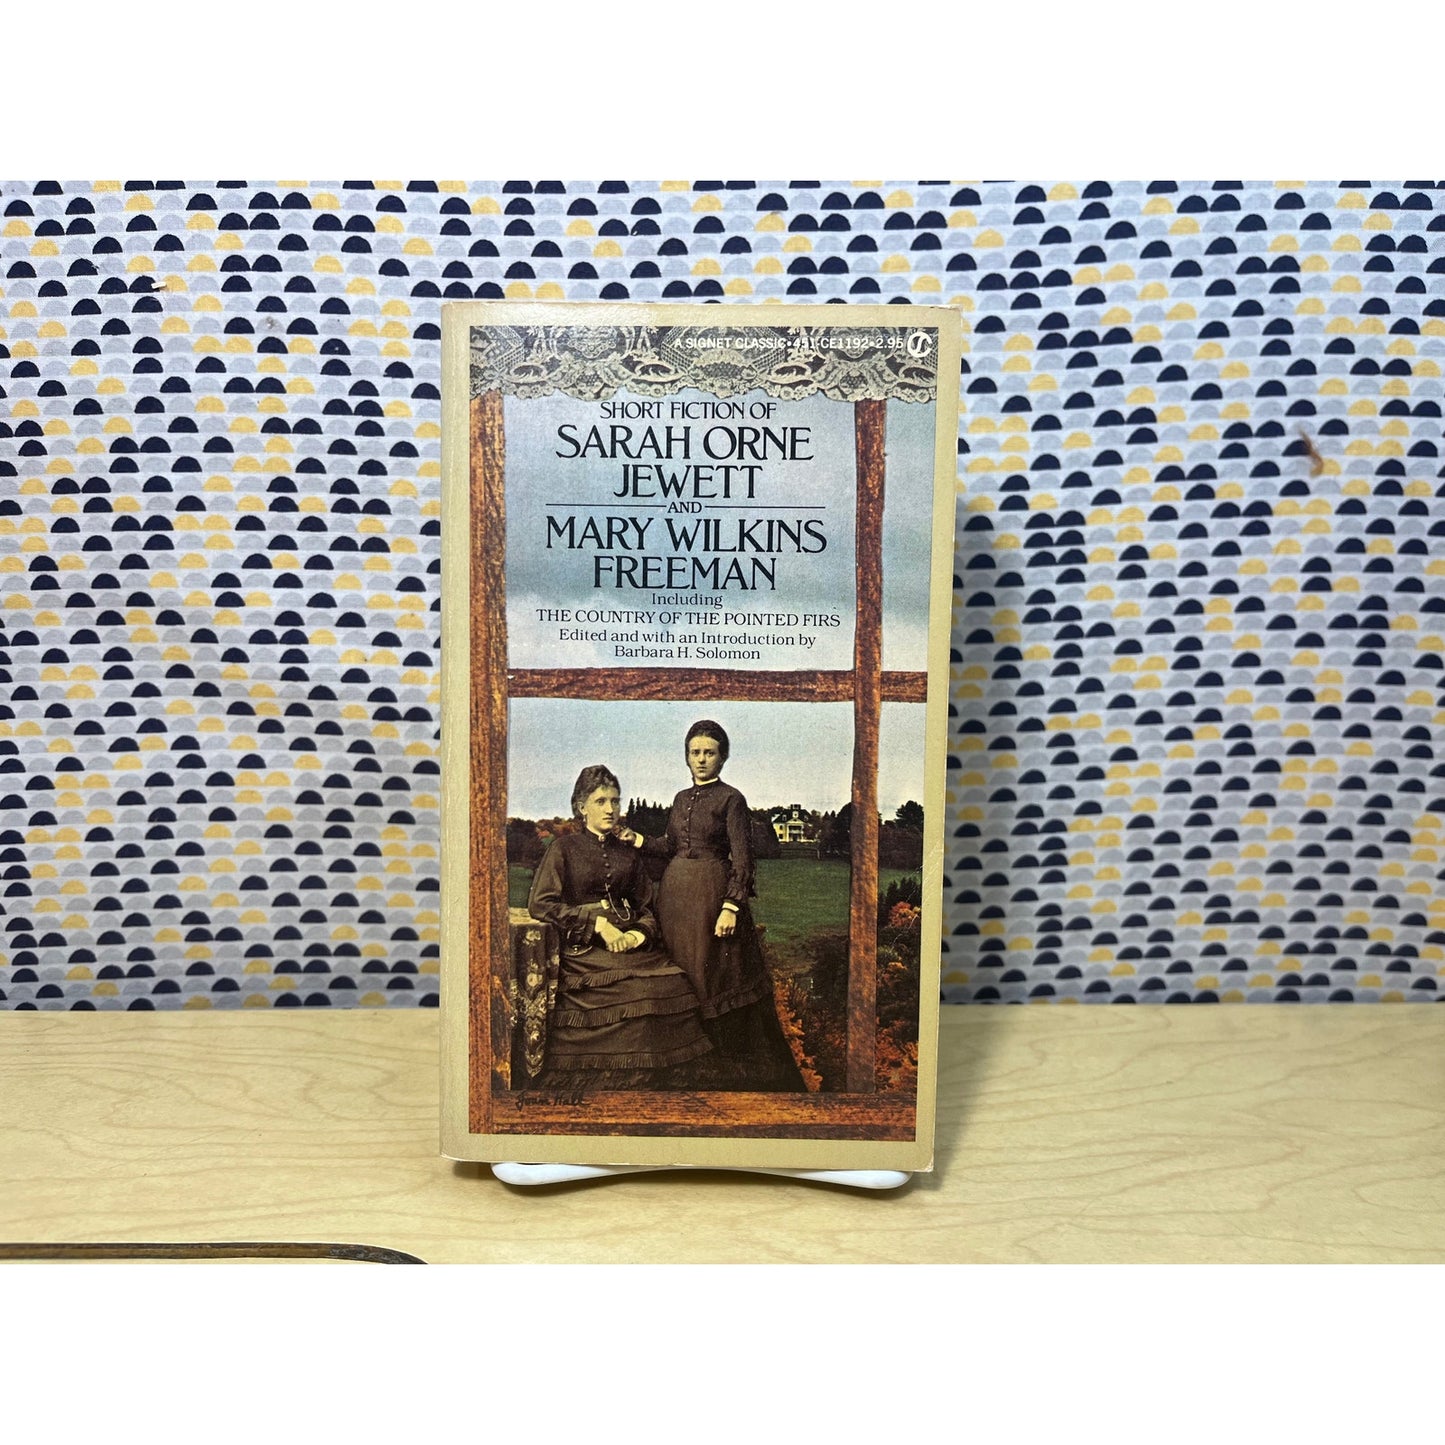 A SIGNET CLASSIC • 451-CE1192 • 2.95
SHORT FICTION OF
SARAH ORNE
JEWETT
AND
MARY WILKINS
FREEMAN
Including
THE COUNTRY OF THE POINTED FIRS
Edited and with an Introduction by
Barbara H. Solomon